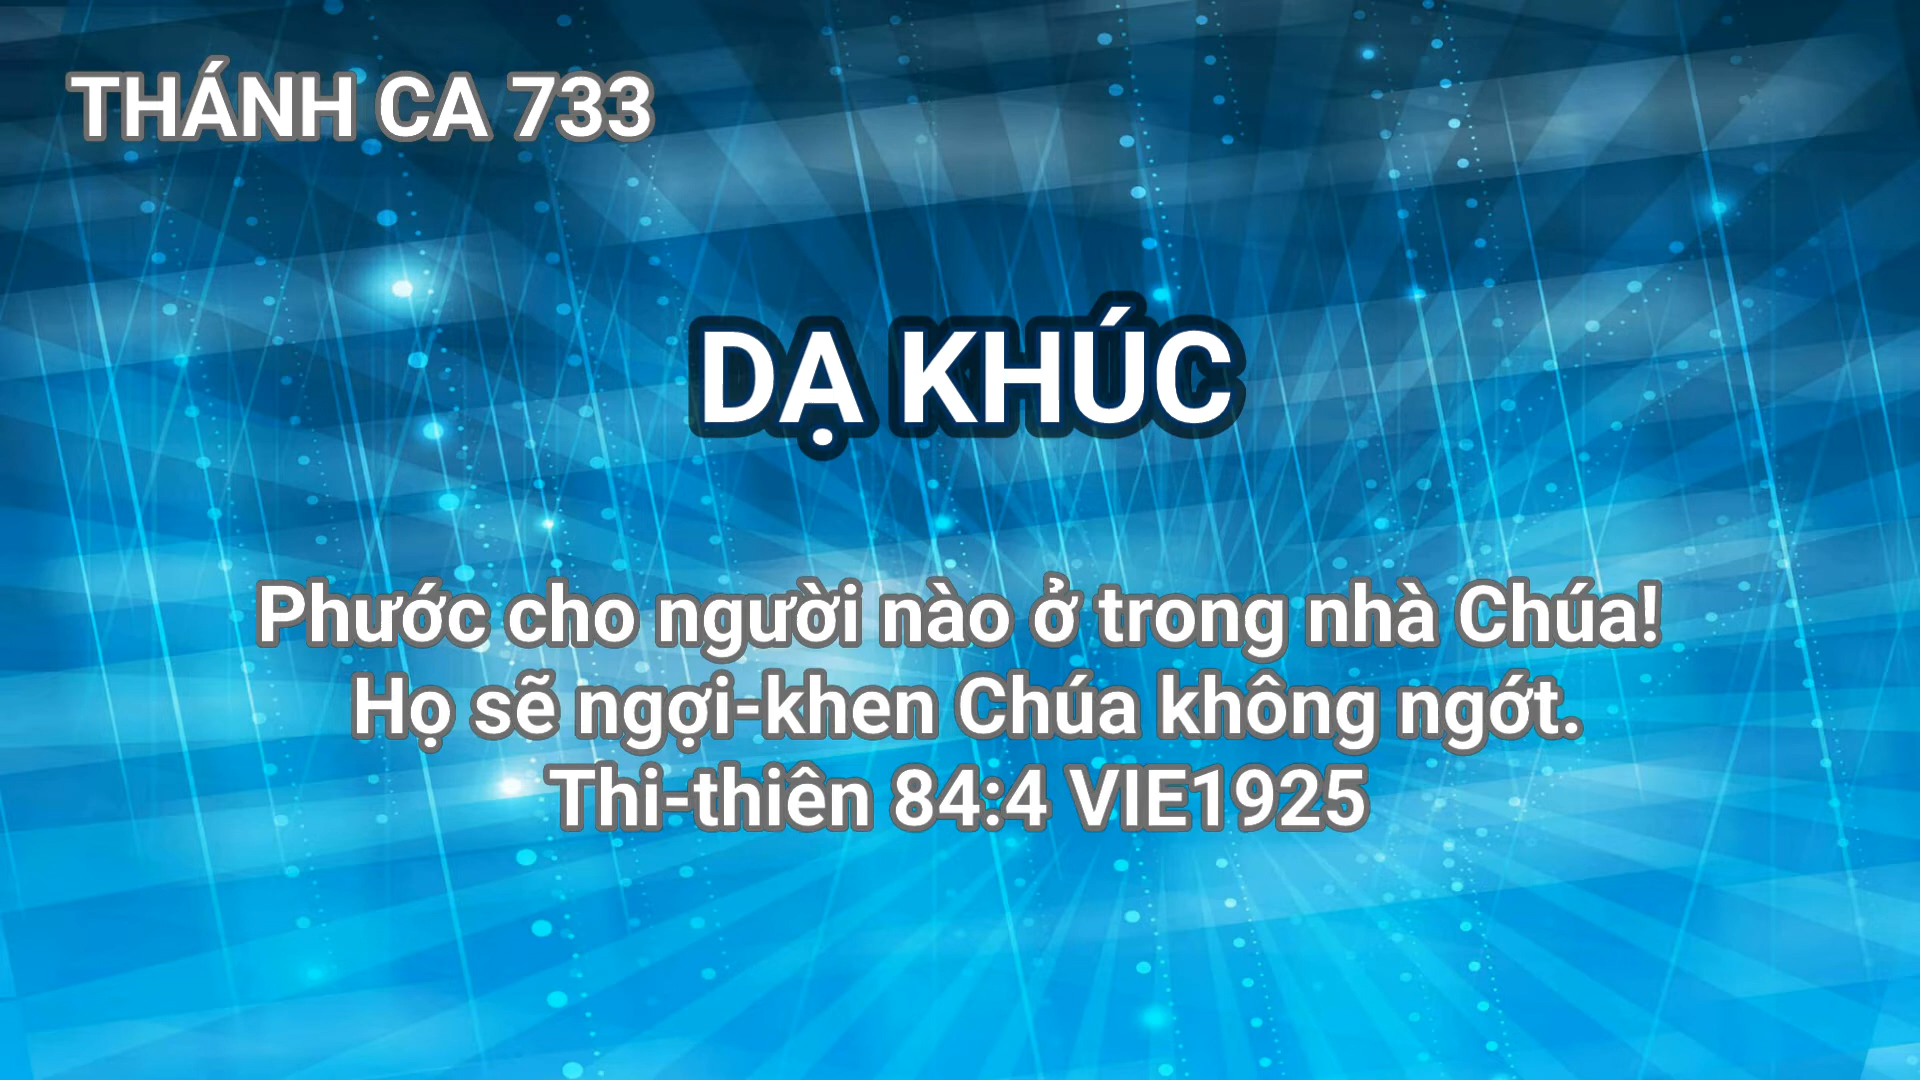 THÁNH CA 733
DẠ KHÚC
Phước cho người nào ở trong nhà Chúa!
Họ sẽ ngợi-khen Chúa không ngớt.
Thi-thiên 84:4 VIE1925